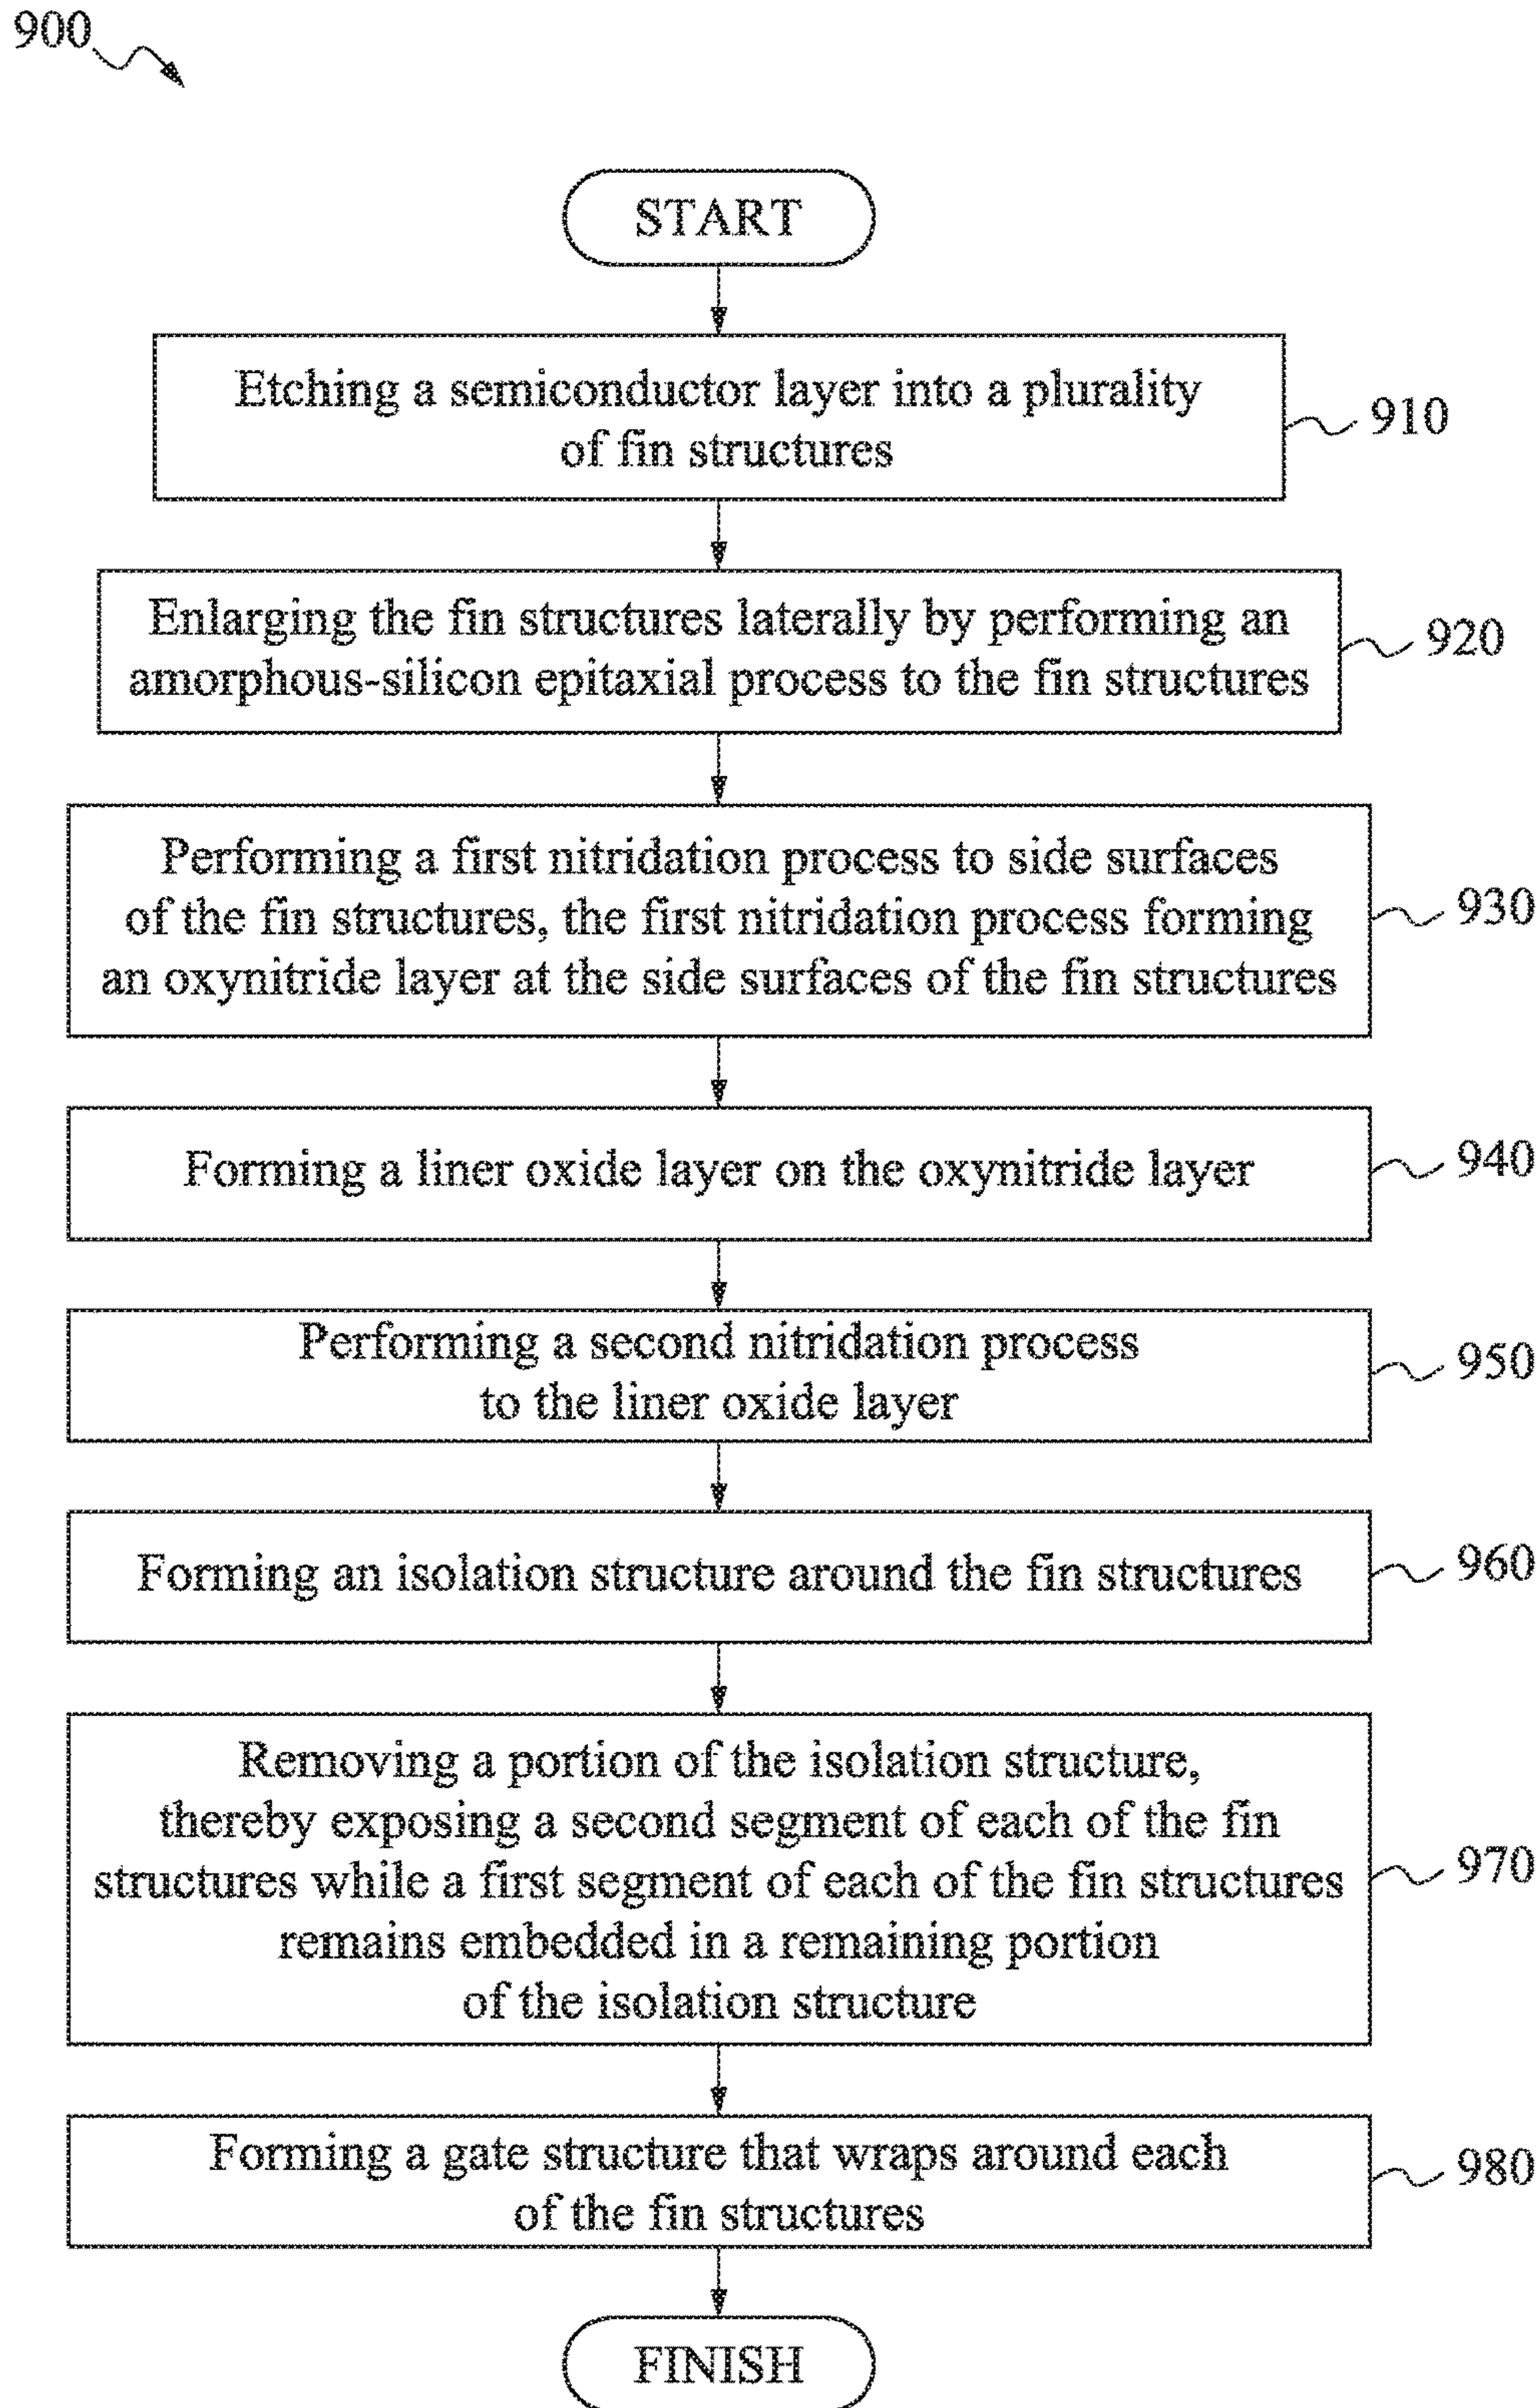 900
START
Etching a semiconductor layer into a plurality
of fin structures
910
Enlarging the fin structures laterally by performing an
amorphous-silicon epitaxial process to the fin structures
920
Performing a first nitridation process to side surfaces
of the fin structures, the first nitridation process forming
an oxynitride layer at the side surfaces of the fin structures
930
Forming a liner oxide layer on the oxynitride layer
940
Performing a second nitridation process
to the liner oxide layer
950
Forming an isolation structure around the fin structures
960
Removing a portion of the isolation structure,
thereby exposing a second segment of each of the fin
structures while a first segment of each of the fin structures
remains embedded in a remaining portion
of the isolation structure
970
Forming a gate structure that wraps around each
of the fin structures
980
FINISH